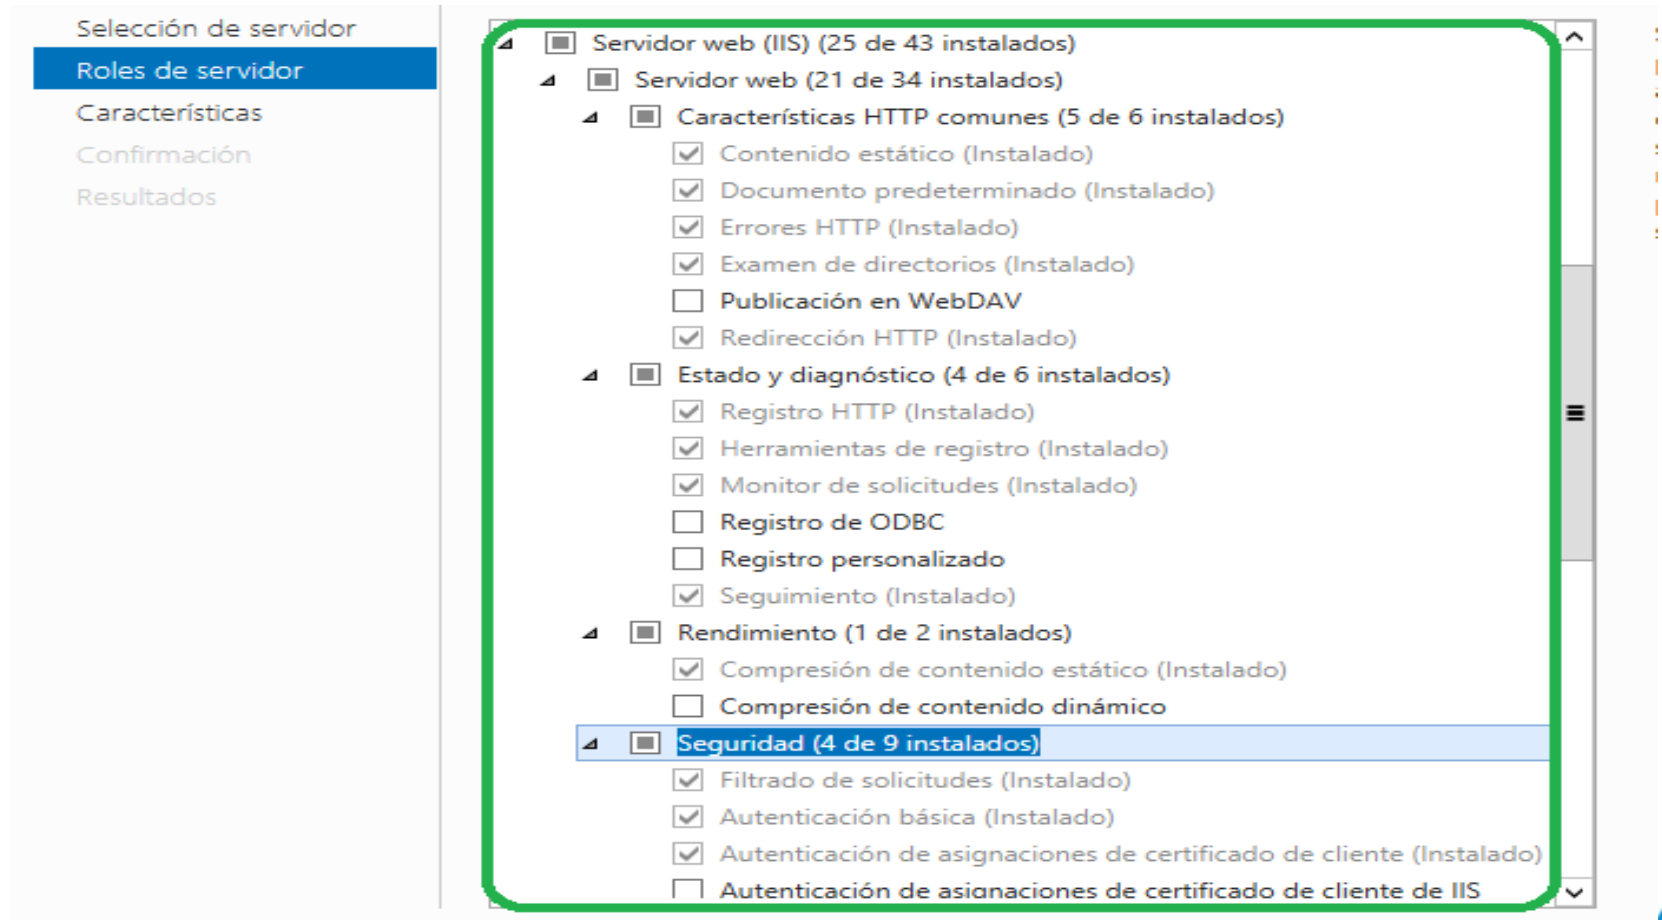 Selección de servidor
Roles de servidor
Características
Confirmación
Resultados
Servidor web (IIS) (25 de 43 instalados)
Servidor web (21 de 34 instalados)
Características HTTP comunes (5 de 6 instalados)
Contenido estático (Instalado)
Documento predeterminado (Instalado)
Errores HTTP (Instalado)
Examen de directorios (Instalado)
Publicación en WebDAV
Redirección HTTP (Instalado)
Estado y diagnóstico (4 de 6 instalados)
Registro HTTP (Instalado)
Herramientas de registro (Instalado)
Monitor de solicitudes (Instalado)
Registro de ODBC
Registro personalizado
Seguimiento (Instalado)
Rendimiento (1 de 2 instalados)
Compresión de contenido estático (Instalado)
Compresión de contenido dinámico
Seguridad (4 de 9 instalados)
Filtrado de solicitudes (Instalado)
Autenticación básica (Instalado)
Autenticación de asignaciones de certificado de cliente (Instalado)
Autenticación de asignaciones de certificado de cliente de IIS